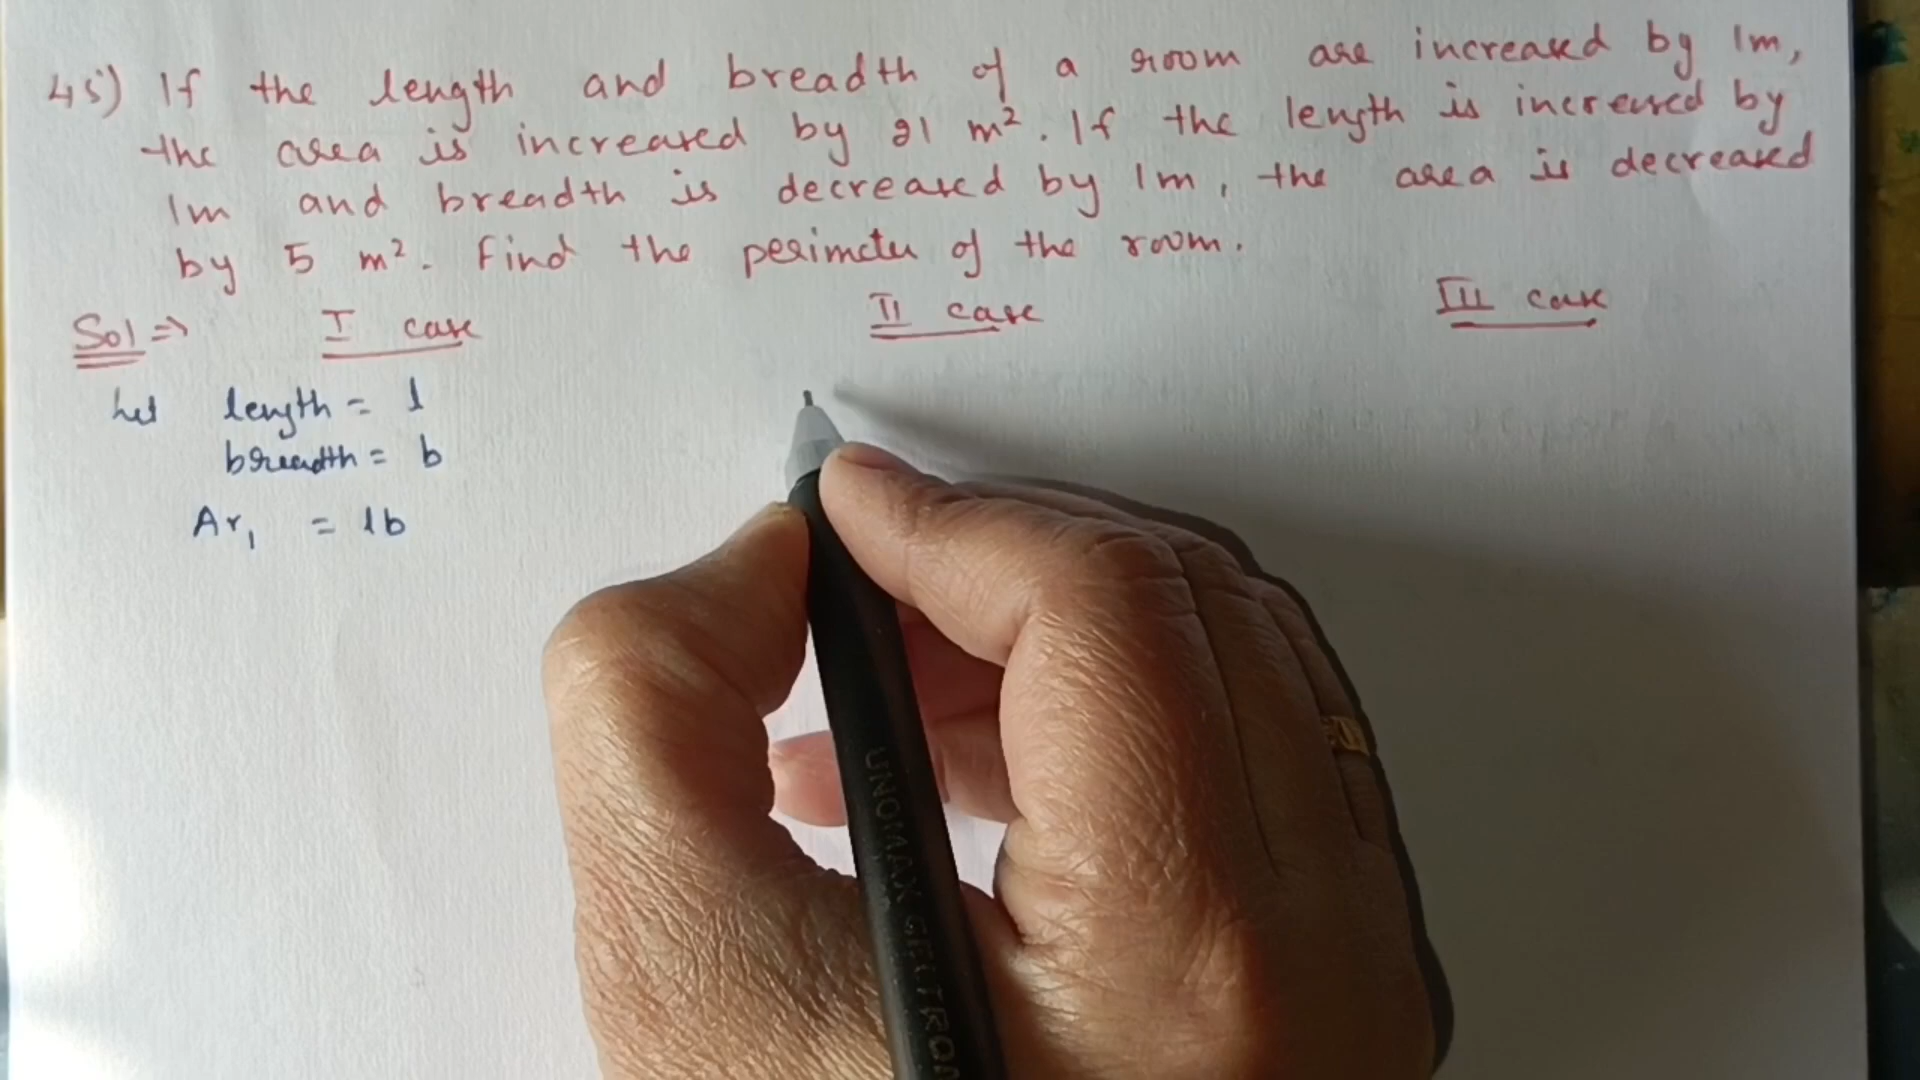 45) If the length and breadth of a room are increased by 1m,
the area is increased by 21 m². If the length is increased by
1m and breadth is decreased by 1m, the area is decreased
by 5 m². Find the perimeter of the room.
Sol ⇒ I case II case III case
Let length = l
breadth = b
Ar₁ = lb
UNOMAX GELTRON